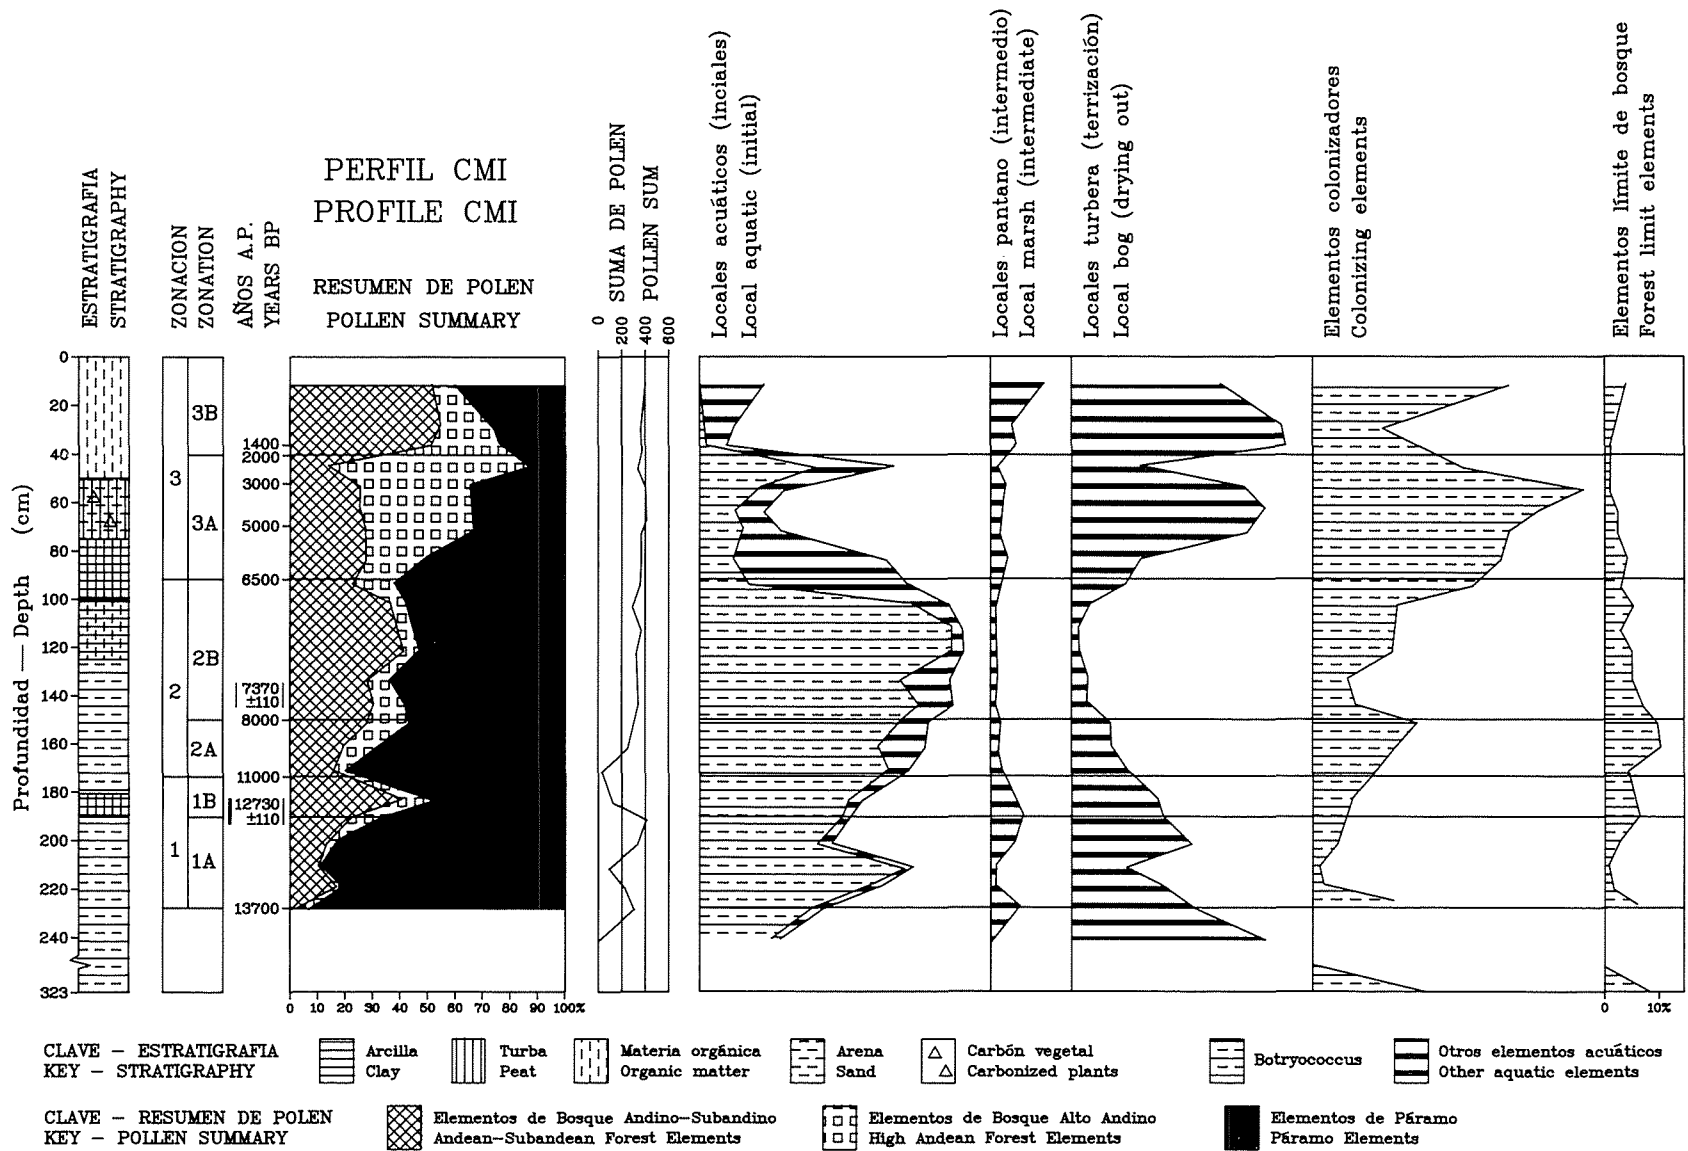 PERFIL CMI
PROFILE CMI
RESUMEN DE POLEN
POLLEN SUMMARY
ESTRATIGRAFIA
STRATIGRAPHY
ZONACION
ZONATION
AÑOS A.P.
YEARS BP
SUMA DE POLEN
POLLEN SUM
0 200 400 600
Locales acuáticos (inciales)
Local aquatic (initial)
Locales pantano (intermedio)
Local marsh (intermediate)
Locales turbera (terrización)
Local bog (drying out)
Elementos colonizadores
Colonizing elements
Elementos límite de bosque
Forest limit elements
Profundidad — Depth (cm)
0
20
40
60
80
100
120
140
160
180
200
220
240
323
3
2
1
3B
3A
2B
2A
1B
1A
1400
2000
3000
5000
6500
7370
±110
8000
11000
12730
±110
13700
0 10 20 30 40 50 60 70 80 90 100%
0 10%
CLAVE – ESTRATIGRAFIA
KEY – STRATIGRAPHY
Arcilla
Clay
Turba
Peat
Materia orgánica
Organic matter
Arena
Sand
Carbón vegetal
Carbonized plants
Botryococcus
Otros elementos acuáticos
Other aquatic elements
CLAVE – RESUMEN DE POLEN
KEY – POLLEN SUMMARY
Elementos de Bosque Andino–Subandino
Andean–Subandean Forest Elements
Elementos de Bosque Alto Andino
High Andean Forest Elements
Elementos de Páramo
Páramo Elements